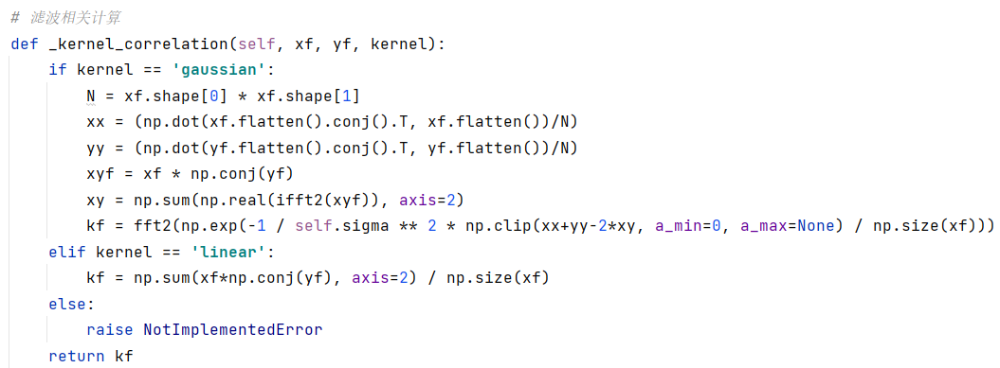 # 滤波相关计算
def _kernel_correlation(self, xf, yf, kernel):
    if kernel == 'gaussian':
        N = xf.shape[0] * xf.shape[1]
        xx = (np.dot(xf.flatten().conj().T, xf.flatten())/N)
        yy = (np.dot(yf.flatten().conj().T, yf.flatten())/N)
        xyf = xf * np.conj(yf)
        xy = np.sum(np.real(ifft2(xyf)), axis=2)
        kf = fft2(np.exp(-1 / self.sigma ** 2 * np.clip(xx+yy-2*xy, a_min=0, a_max=None) / np.size(xf)))
    elif kernel == 'linear':
        kf = np.sum(xf*np.conj(yf), axis=2) / np.size(xf)
    else:
        raise NotImplementedError
    return kf